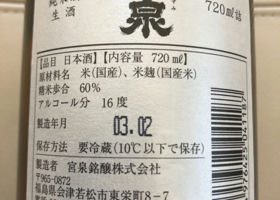 純米
生酒
泉
720㎖詰
【品目 日本酒】【内容量 720㎖】
原材料名 米(国産)、米麹(国産米)
精米歩合 60%
アルコール分 16度
製造年月 03.02
保存方法 要冷蔵(10℃以下で保存)
宮泉銘醸株式会社
〒965-0872
福島県会津若松市東栄町8-7
4976425041187